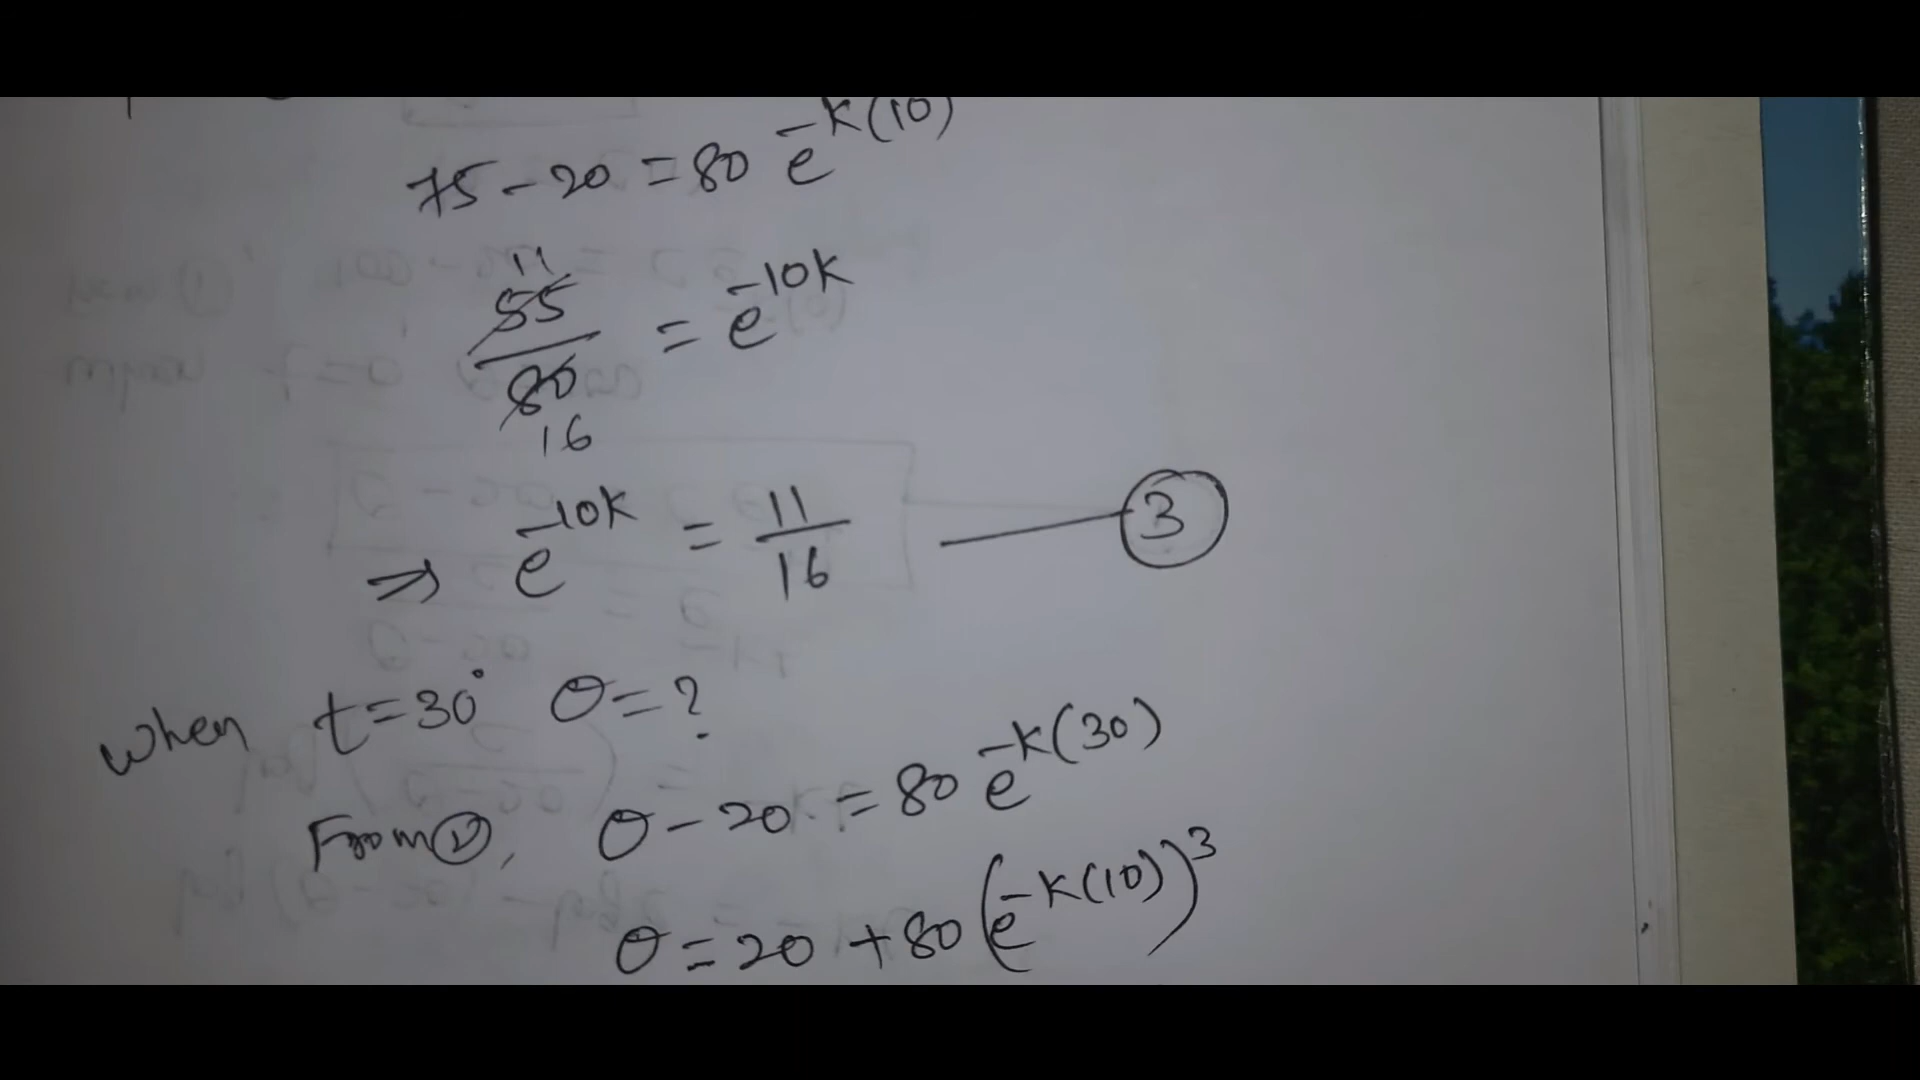 75 - 20 = 80 e^{-K(10)}
11
55/80 = e^{-10K}
16
⇒ e^{-10K} = 11/16 — ③
when t = 30° θ = ?
From ②, θ - 20 = 80 e^{-K(30)}
θ = 20 + 80 (e^{-K(10)})^3